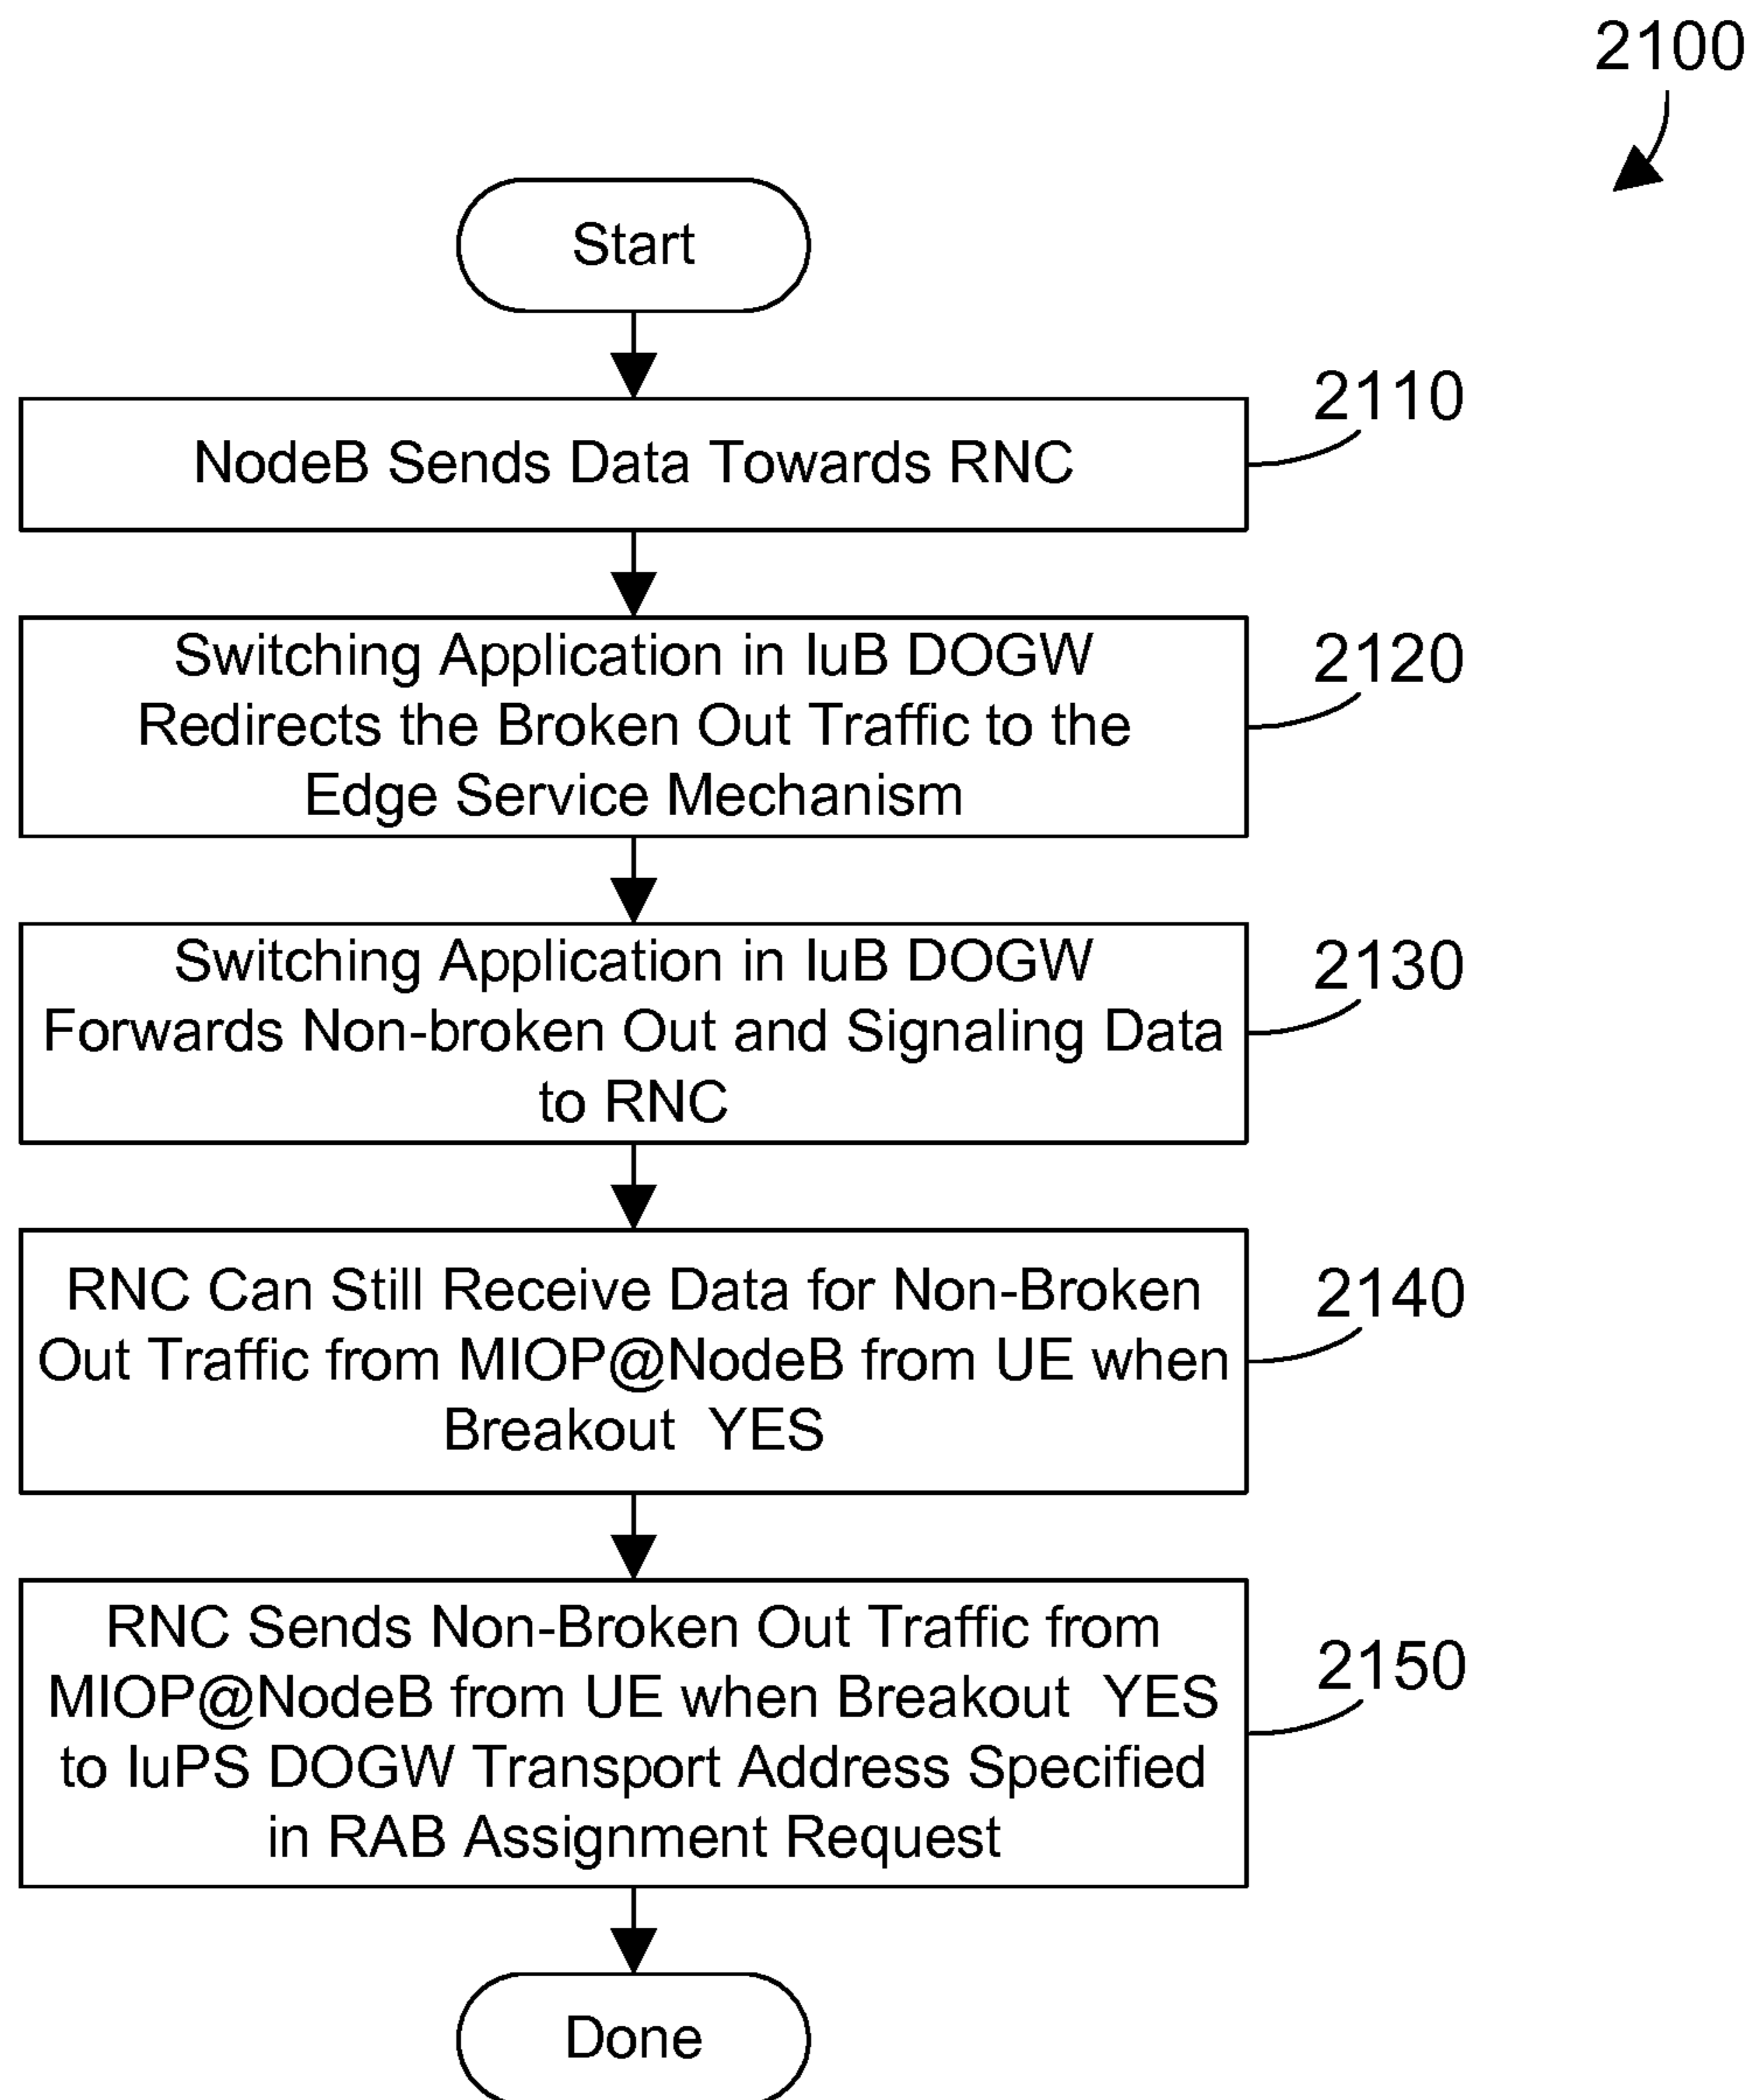 2100
Start
2110
NodeB Sends Data Towards RNC
2120
Switching Application in IuB DOGW
Redirects the Broken Out Traffic to the
Edge Service Mechanism
2130
Switching Application in IuB DOGW
Forwards Non-broken Out and Signaling Data
to RNC
2140
RNC Can Still Receive Data for Non-Broken
Out Traffic from MIOP@NodeB from UE when
Breakout YES
2150
RNC Sends Non-Broken Out Traffic from
MIOP@NodeB from UE when Breakout YES
to IuPS DOGW Transport Address Specified
in RAB Assignment Request
Done